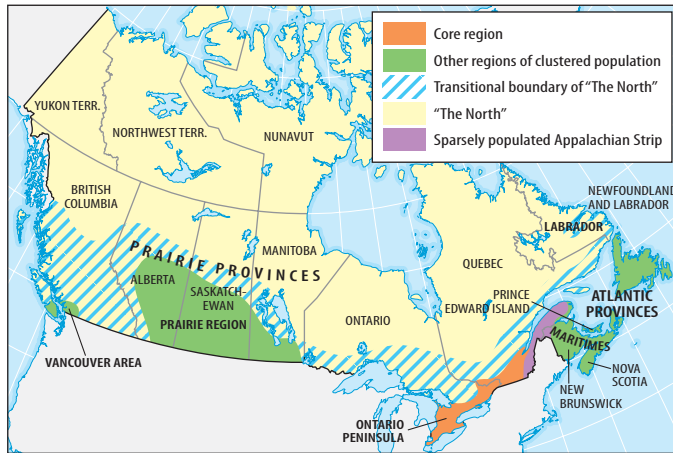 Core region
Other regions of clustered population
Transitional boundary of "The North"
"The North"
Sparsely populated Appalachian Strip
YUKON TERR.
NORTHWEST TERR.
NUNAVUT
BRITISH
COLUMBIA
NEWFOUNDLAND
AND LABRADOR
LABRADOR
PRAIRIE PROVINCES
MANITOBA
ALBERTA
SASKATCH-
EWAN
PRAIRIE REGION
QUEBEC
ONTARIO
PRINCE
EDWARD ISLAND
ATLANTIC
PROVINCES
MARITIMES
VANCOUVER AREA
NOVA
SCOTIA
NEW
BRUNSWICK
ONTARIO
PENINSULA